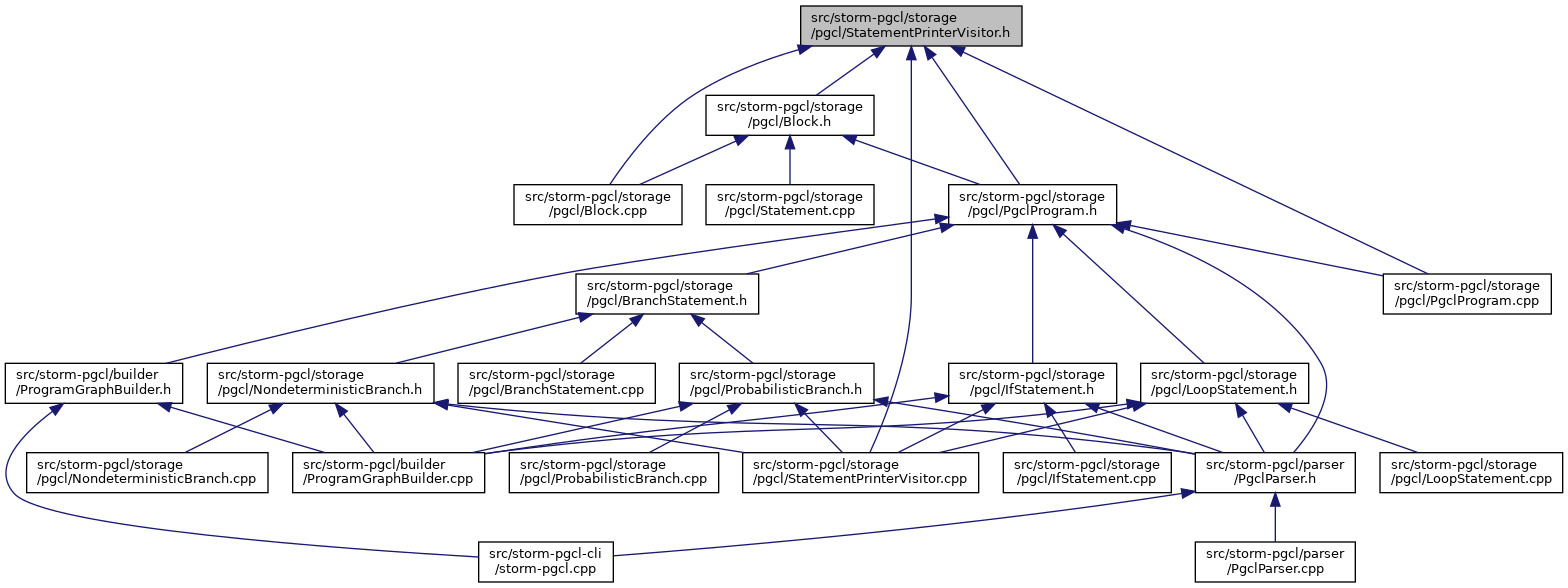 src/storm-pgcl/storage
/pgcl/StatementPrinterVisitor.h
src/storm-pgcl/storage
/pgcl/Block.h
src/storm-pgcl/storage
/pgcl/Block.cpp
src/storm-pgcl/storage
/pgcl/Statement.cpp
src/storm-pgcl/storage
/pgcl/PgclProgram.h
src/storm-pgcl/storage
/pgcl/BranchStatement.h
src/storm-pgcl/storage
/pgcl/PgclProgram.cpp
src/storm-pgcl/builder
/ProgramGraphBuilder.h
src/storm-pgcl/storage
/pgcl/NondeterministicBranch.h
src/storm-pgcl/storage
/pgcl/BranchStatement.cpp
src/storm-pgcl/storage
/pgcl/ProbabilisticBranch.h
src/storm-pgcl/storage
/pgcl/IfStatement.h
src/storm-pgcl/storage
/pgcl/LoopStatement.h
src/storm-pgcl/storage
/pgcl/NondeterministicBranch.cpp
src/storm-pgcl/builder
/ProgramGraphBuilder.cpp
src/storm-pgcl/storage
/pgcl/ProbabilisticBranch.cpp
src/storm-pgcl/storage
/pgcl/StatementPrinterVisitor.cpp
src/storm-pgcl/storage
/pgcl/IfStatement.cpp
src/storm-pgcl/parser
/PgclParser.h
src/storm-pgcl/storage
/pgcl/LoopStatement.cpp
src/storm-pgcl-cli
/storm-pgcl.cpp
src/storm-pgcl/parser
/PgclParser.cpp